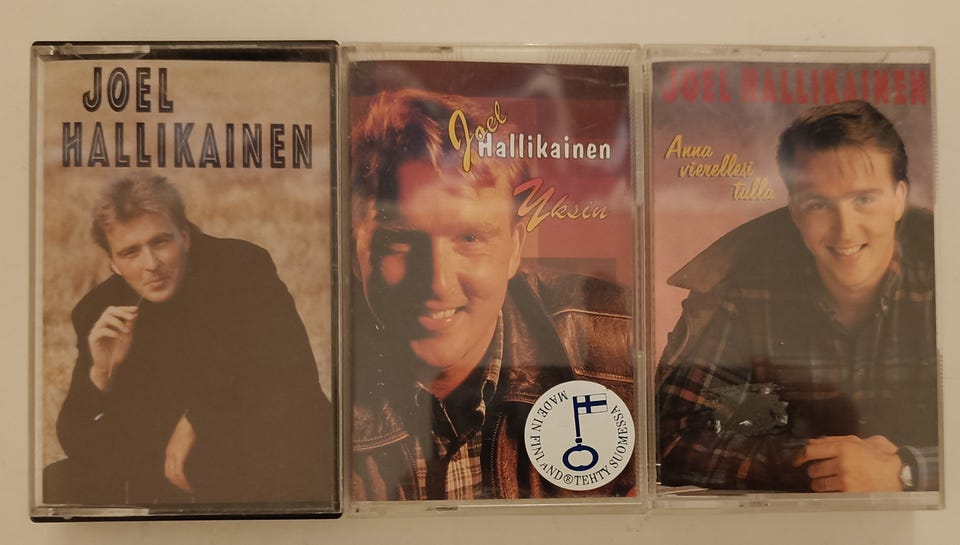 JOEL
HALLIKAINEN
Joel
Hallikainen
Yksin
MADE IN FINLAND®TEHTY SUOMESSA
JOEL HALLIKAINEN
Anna
vierellesi
tulla